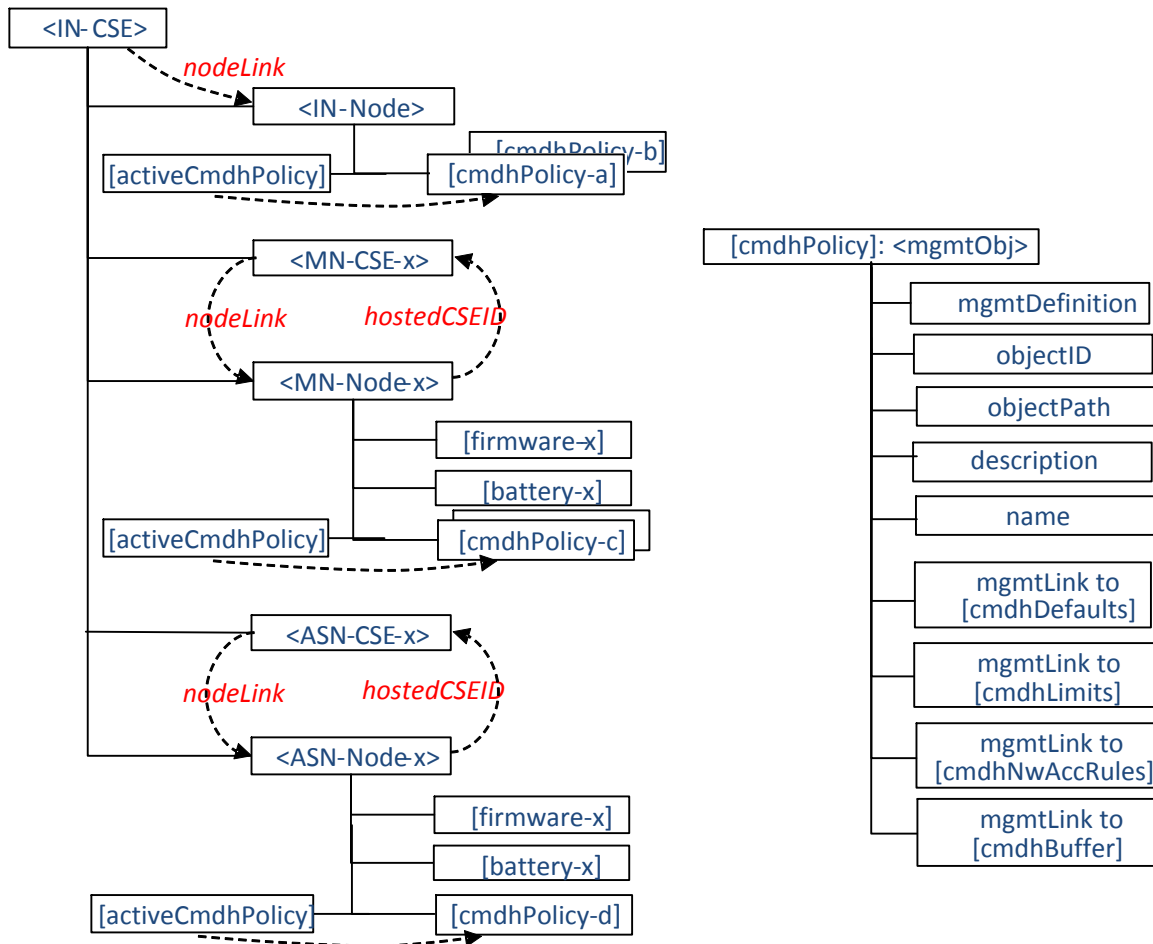 <IN-CSE>
nodeLink
<IN-Node>
[cmdhPolicy-b]
[activeCmdhPolicy]
[cmdhPolicy-a]
<MN-CSE-x>
nodeLink
hostedCSEID
<MN-Node-x>
[firmware-x]
[battery-x]
[activeCmdhPolicy]
[cmdhPolicy-c]
<ASN-CSE-x>
nodeLink
hostedCSEID
<ASN-Node-x>
[firmware-x]
[battery-x]
[activeCmdhPolicy]
[cmdhPolicy-d]
[cmdhPolicy]: <mgmtObj>
mgmtDefinition
objectID
objectPath
description
name
mgmtLink to
[cmdhDefaults]
mgmtLink to
[cmdhLimits]
mgmtLink to
[cmdhNwAccRules]
mgmtLink to
[cmdhBuffer]